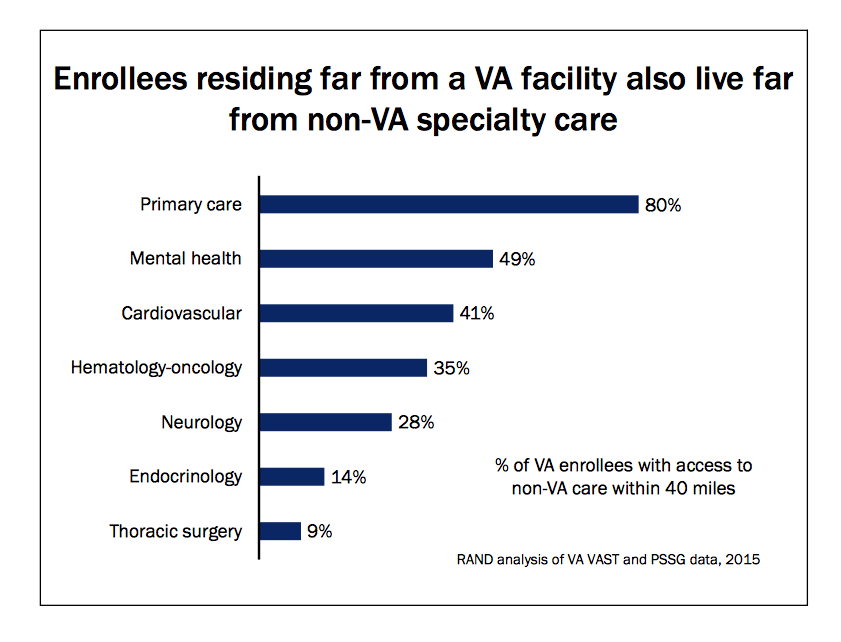 Enrollees residing far from a VA facility also live far
from non-VA specialty care
Primary care 80%
Mental health 49%
Cardiovascular 41%
Hematology-oncology 35%
Neurology 28%
Endocrinology 14%
Thoracic surgery 9%
% of VA enrollees with access to
non-VA care within 40 miles
RAND analysis of VA VAST and PSSG data, 2015